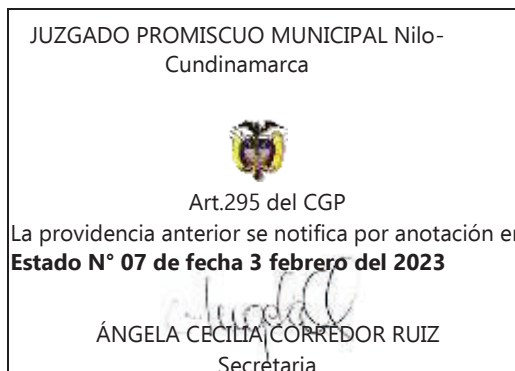 JUZGADO PROMISCUO MUNICIPAL Nilo-
Cundinamarca
Art.295 del CGP
La providencia anterior se notifica por anotación en
Estado N° 07 de fecha 3 febrero del 2023
ÁNGELA CECILIA CORREDOR RUIZ
Secretaria